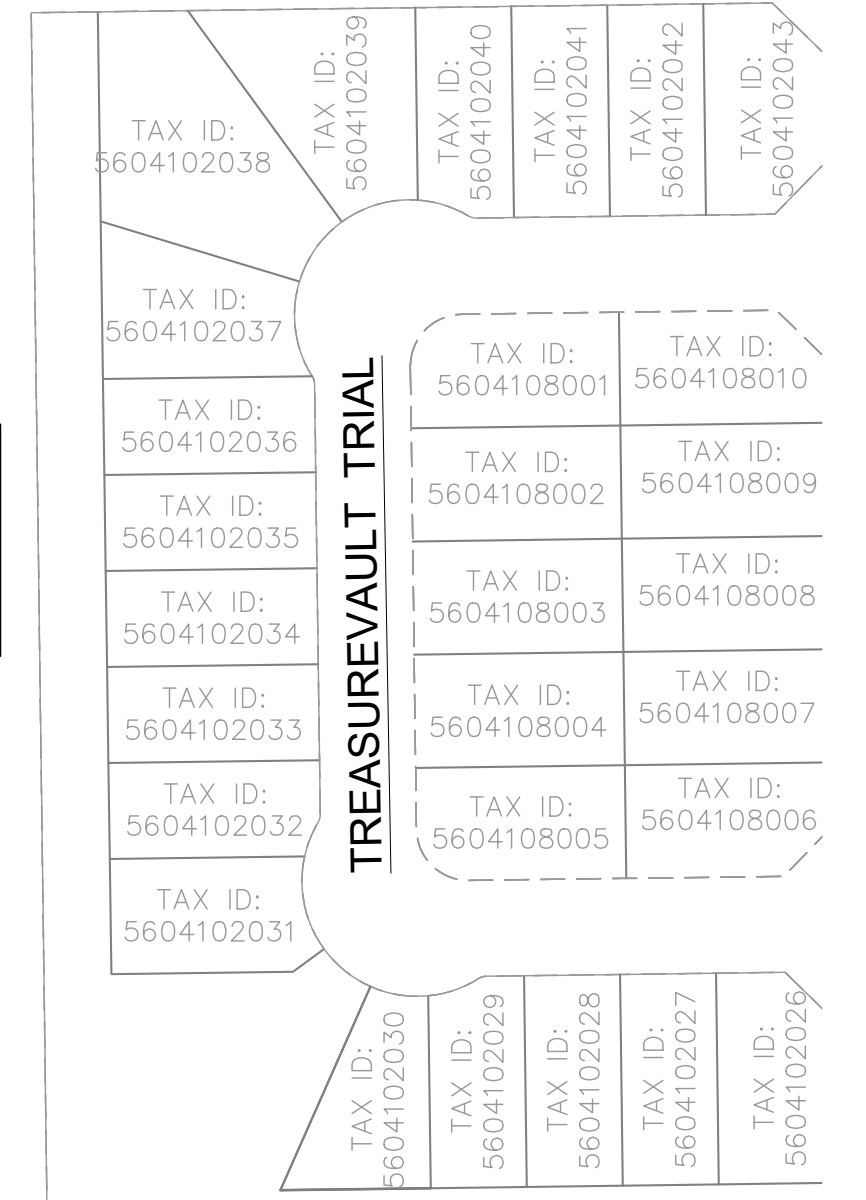 TAX ID:
5604102038
TAX ID:
5604102039
TAX ID:
5604102040
TAX ID:
5604102041
TAX ID:
5604102042
TAX ID:
5604102043
TAX ID:
5604102037
TAX ID:
5604102036
TAX ID:
5604102035
TAX ID:
5604102034
TAX ID:
5604102033
TAX ID:
5604102032
TAX ID:
5604102031
TREASUREVAULT TRIAL
TAX ID:
5604108001
TAX ID:
5604108010
TAX ID:
5604108002
TAX ID:
5604108009
TAX ID:
5604108003
TAX ID:
5604108008
TAX ID:
5604108004
TAX ID:
5604108007
TAX ID:
5604108005
TAX ID:
5604108006
TAX ID:
5604102030
TAX ID:
5604102029
TAX ID:
5604102028
TAX ID:
5604102027
TAX ID:
5604102026